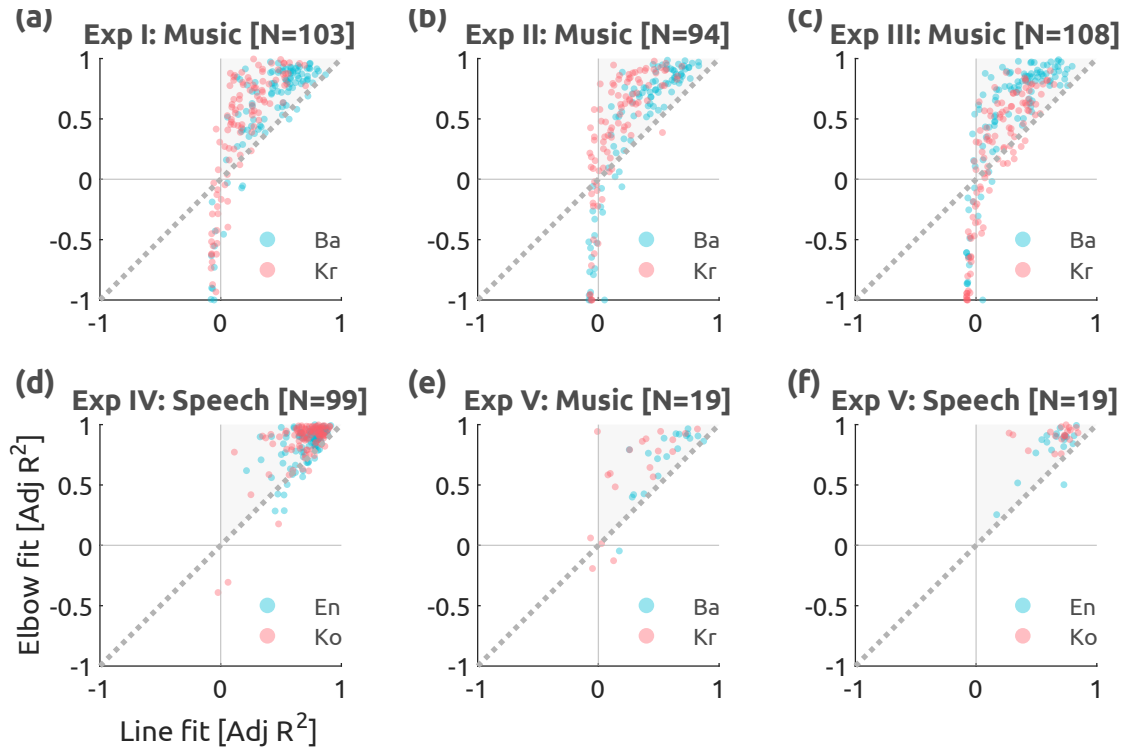 (a)
Exp I: Music [N=103]
1
0.5
0
-0.5
-1
-1
0
1
Ba
Kr
(b)
Exp II: Music [N=94]
1
0.5
0
-0.5
-1
-1
0
1
Ba
Kr
(c)
Exp III: Music [N=108]
1
0.5
0
-0.5
-1
-1
0
1
Ba
Kr
(d)
Exp IV: Speech [N=99]
1
0.5
0
-0.5
-1
-1
0
1
En
Ko
Elbow fit [Adj R²]
Line fit [Adj R²]
(e)
Exp V: Music [N=19]
1
0.5
0
-0.5
-1
-1
0
1
Ba
Kr
(f)
Exp V: Speech [N=19]
1
0.5
0
-0.5
-1
-1
0
1
En
Ko